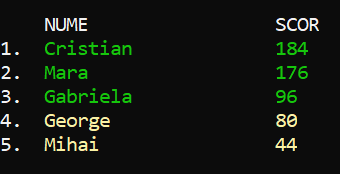 NUME SCOR
1. Cristian 184
2. Mara 176
3. Gabriela 96
4. George 80
5. Mihai 44